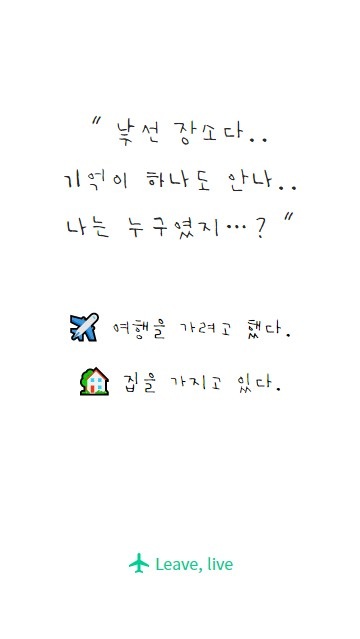 “ 낯선 장소다..
기억이 하나도 안나..
나는 누구였지…? ”
✈️ 여행을 가려고 했다.
🏡 집을 가지고 있다.
Leave, live